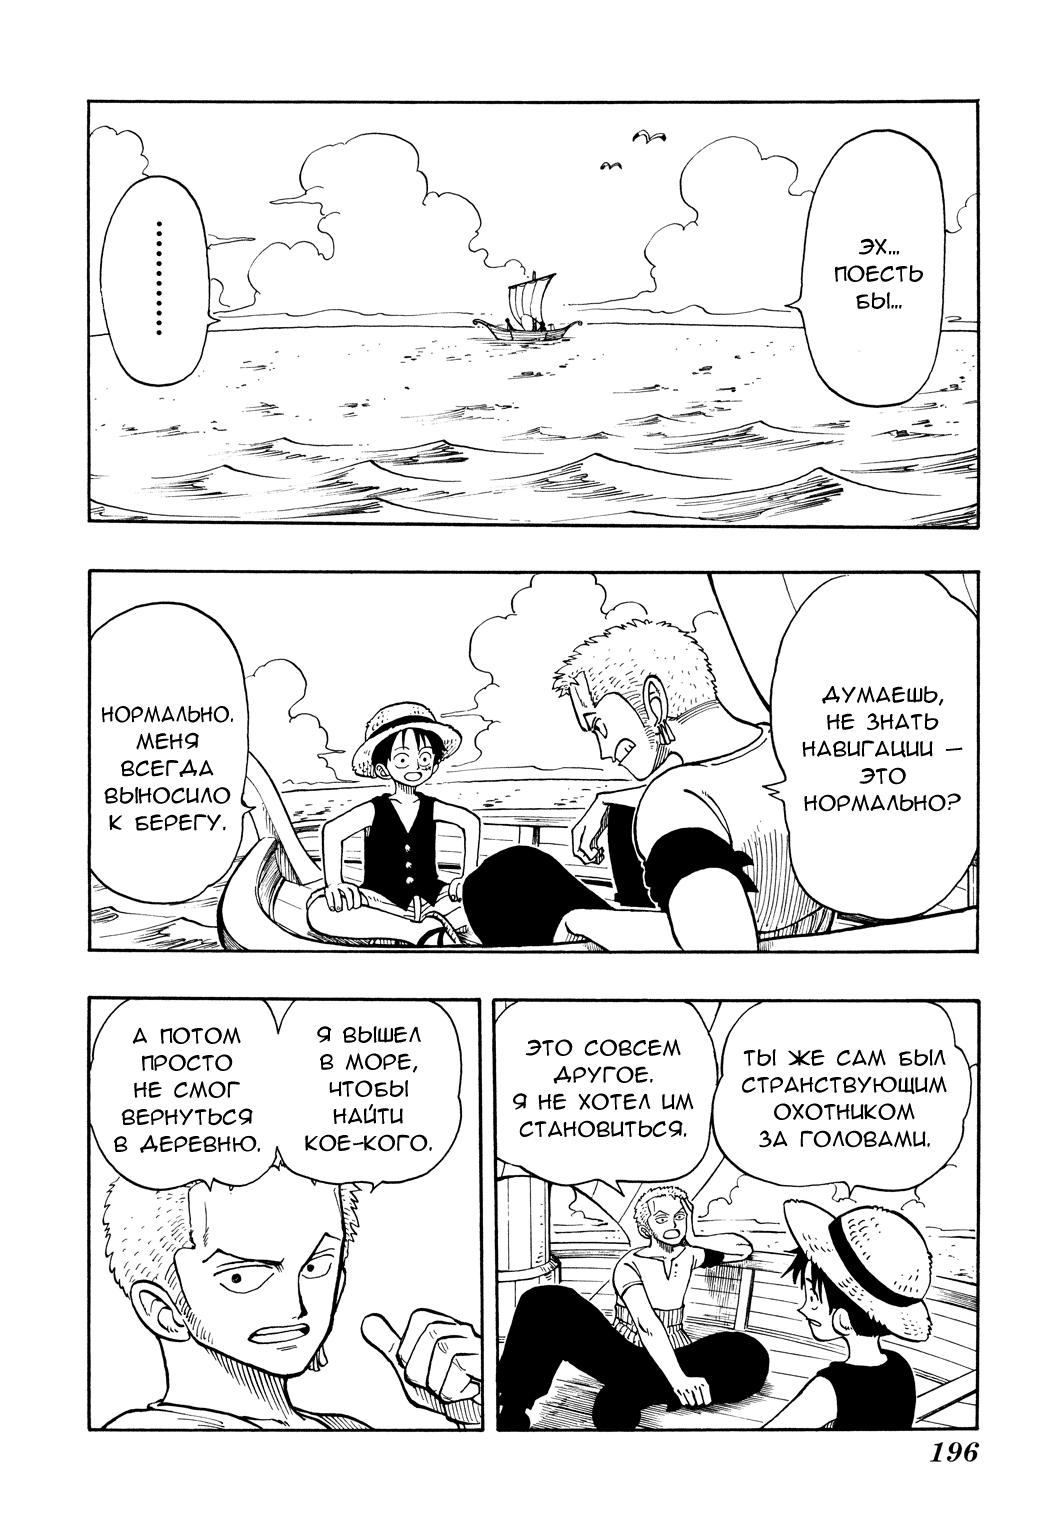 ЭХ...
ПОЕСТЬ
БЫ...
..........
ДУМАЕШЬ,
НЕ ЗНАТЬ
НАВИГАЦИИ –
ЭТО
НОРМАЛЬНО?
НОРМАЛЬНО.
МЕНЯ
ВСЕГДА
ВЫНОСИЛО
К БЕРЕГУ.
ТЫ ЖЕ САМ БЫЛ
СТРАНСТВУЮЩИМ
ОХОТНИКОМ
ЗА ГОЛОВАМИ.
ЭТО СОВСЕМ
ДРУГОЕ.
Я НЕ ХОТЕЛ ИМ
СТАНОВИТЬСЯ.
Я ВЫШЕЛ
В МОРЕ,
ЧТОБЫ
НАЙТИ
КОЕ-КОГО.
А ПОТОМ
ПРОСТО
НЕ СМОГ
ВЕРНУТЬСЯ
В ДЕРЕВНЮ.
196